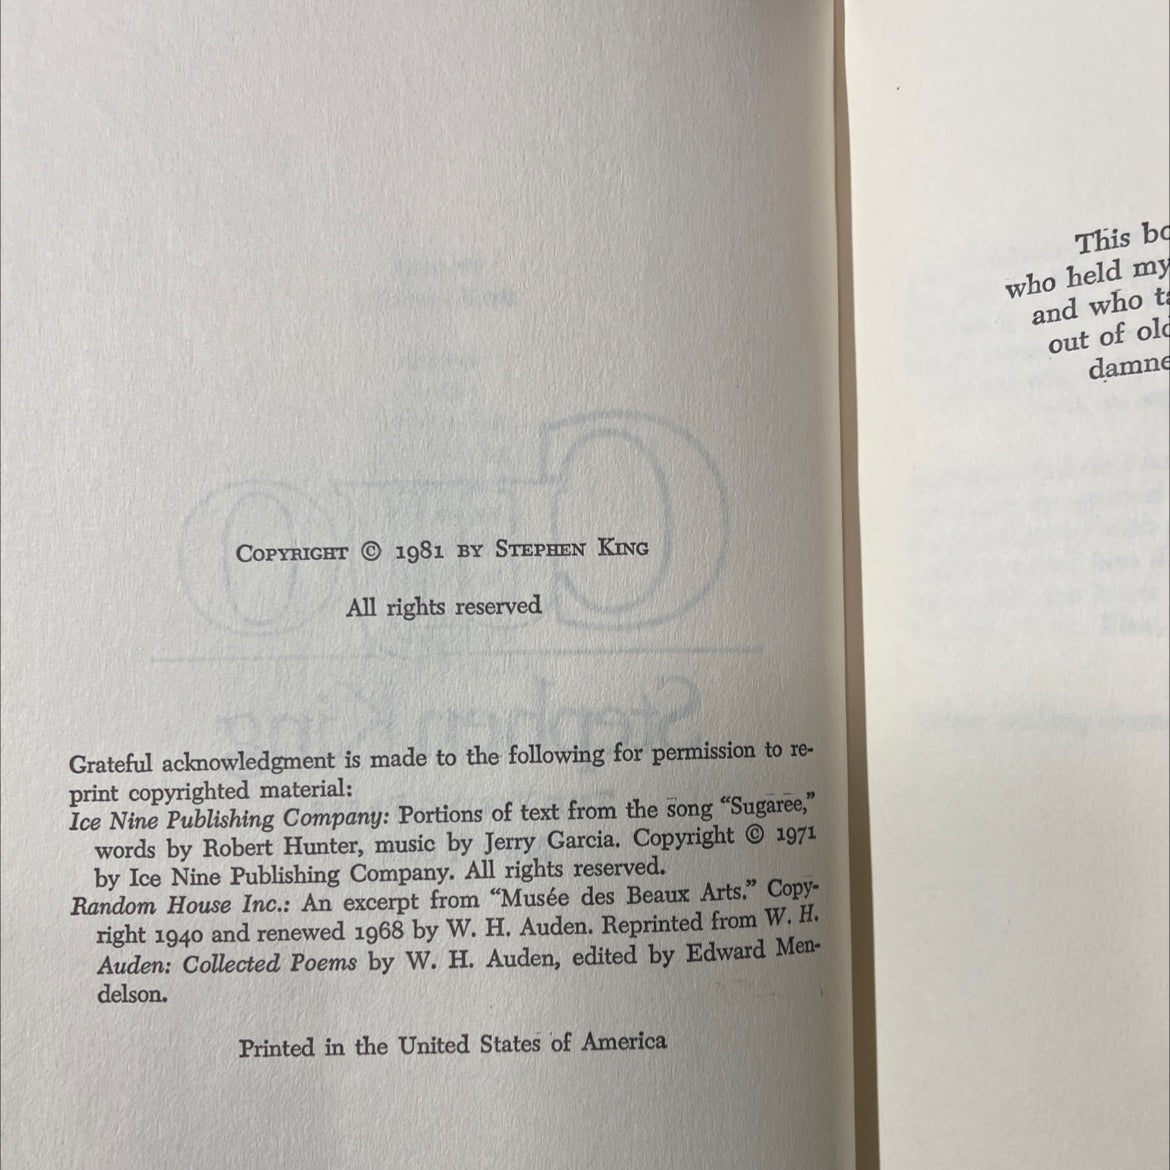 COPYRIGHT © 1981 BY STEPHEN KING
All rights reserved
Grateful acknowledgment is made to the following for permission to re-
print copyrighted material:
Ice Nine Publishing Company: Portions of text from the song “Sugaree,”
words by Robert Hunter, music by Jerry Garcia. Copyright © 1971
by Ice Nine Publishing Company. All rights reserved.
Random House Inc.: An excerpt from “Musée des Beaux Arts.” Copy-
right 1940 and renewed 1968 by W. H. Auden. Reprinted from W. H.
Auden: Collected Poems by W. H. Auden, edited by Edward Men-
delson.
Printed in the United States of America
This
who held my
and who
out of